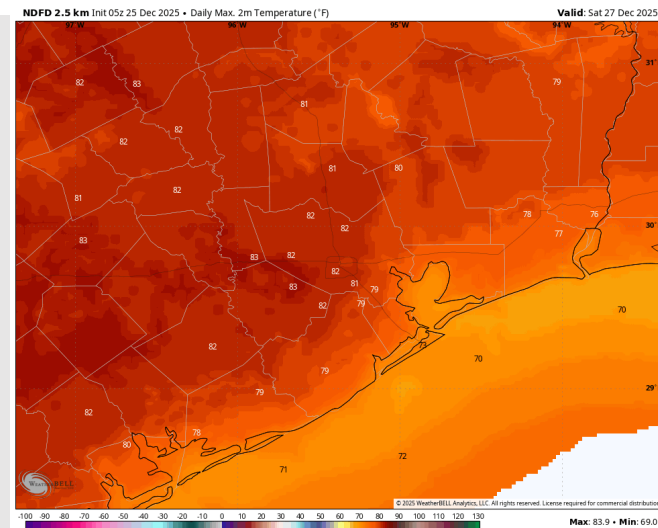 NDFD 2.5 km Init 05z 25 Dec 2025 • Daily Max. 2m Temperature (°F)
Valid: Sat 27 Dec 2025
97°W 96°W 95°W 94°W
31°
82 83 79
81
82
82
81 80
82
81
82 78 76
30°
82 77
83
83 82
82
83 81 79
82 79
70
73
82 70
79
29°
79
82
78
80
72
71
WEATHERBELL
© 2025 WeatherBELL Analytics, LLC. All rights reserved. License required for commercial distribution
-100 -90 -80 -70 -60 -50 -40 -30 -20 -10 0 10 20 30 40 50 60 70 80 90 100 110 120 130
Max: 83.9 • Min: 69.0